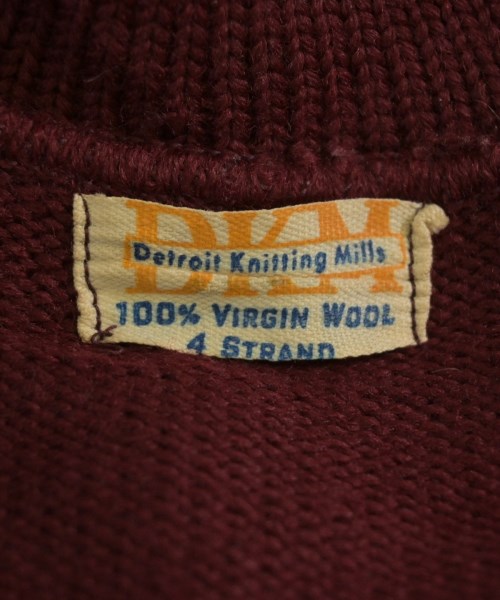 DKM
Detroit Knitting Mills
100% VIRGIN WOOL
4 STRAND